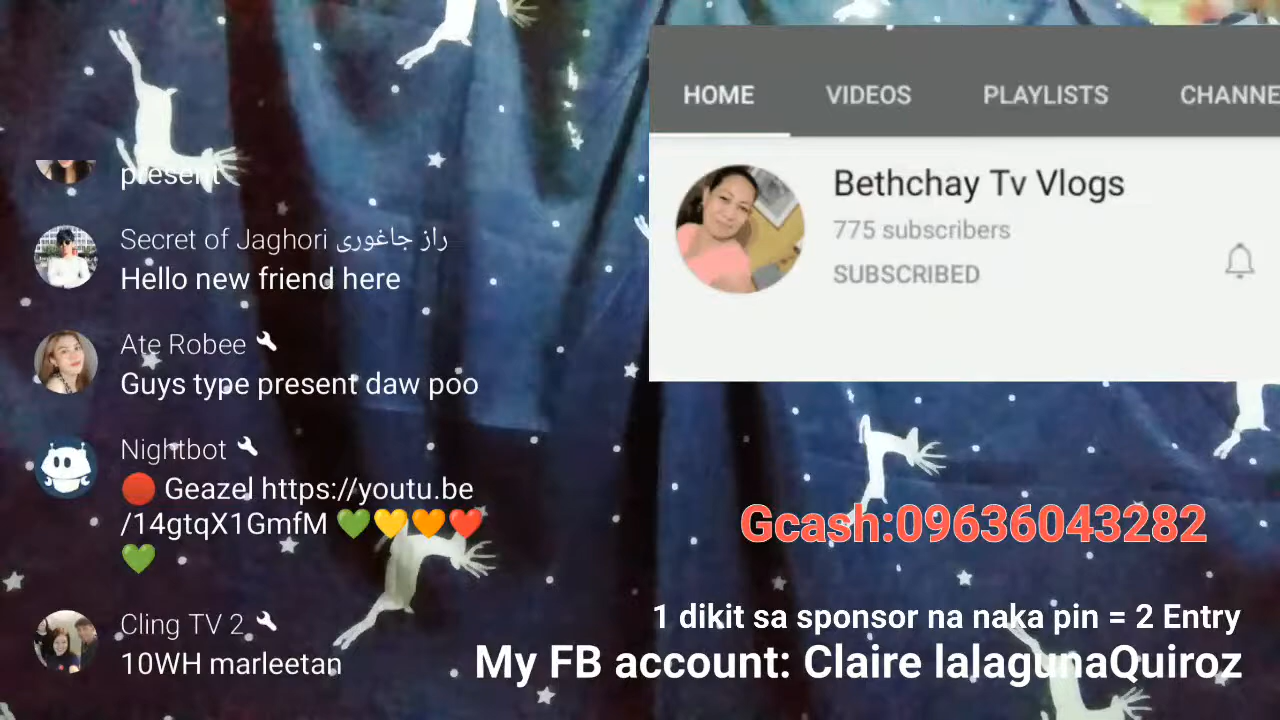 present
Secret of Jaghori راز جاغوری
Hello new friend here
Ate Robee
Guys type present daw poo
Nightbot
🔴 Geazel https://youtu.be
/14gtqX1GmfM 💚💛🧡❤️
💚
Cling TV 2
10WH marleetan
HOME VIDEOS PLAYLISTS CHANNE
Bethchay Tv Vlogs
775 subscribers
SUBSCRIBED
Gcash:09636043282
1 dikit sa sponsor na naka pin = 2 Entry
My FB account: Claire lalagunaQuiroz